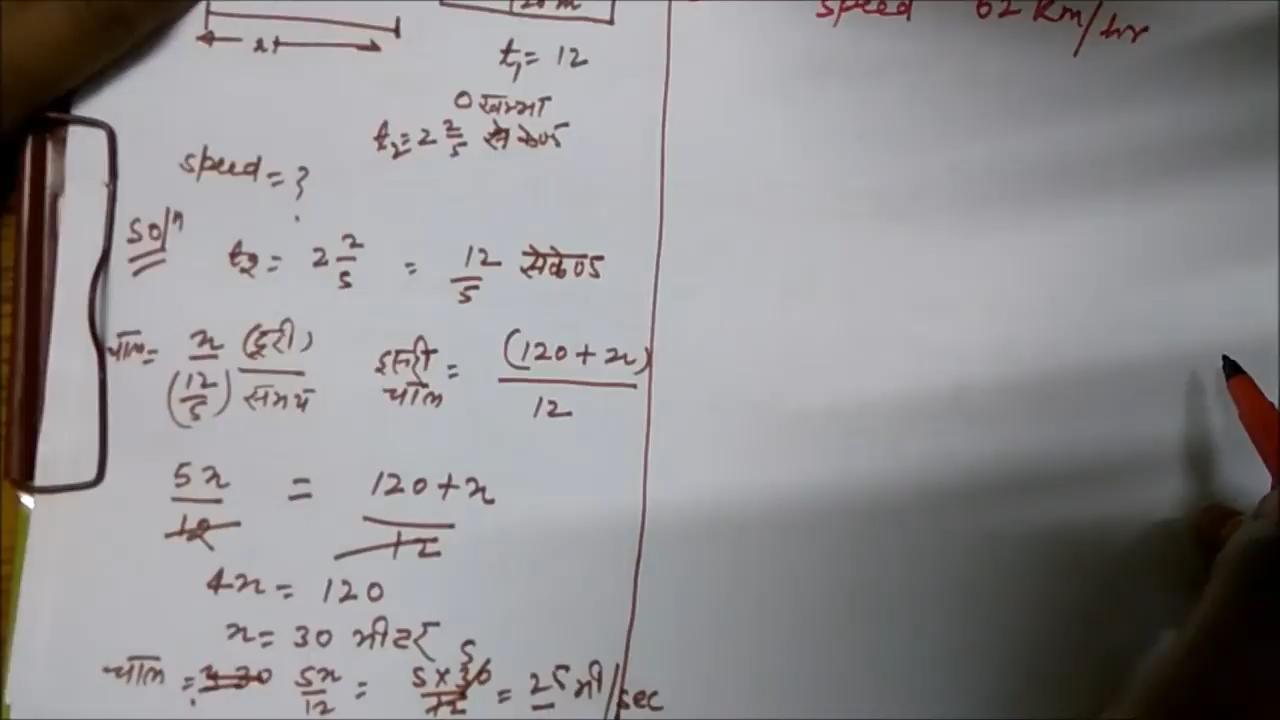 speed 62 Km/hr
t₁ = 12
0 खम्भा
t₂ = 2 2/5 सेकेण्ड
speed = ?
Solⁿ
t₂ = 2 2/5 = 12/5 सेकेण्ड
चाल = x/(12/5) (दूरी)/समय चाल = (120+x)/12
5x/12 = 120+x/12
4x = 120
x = 30 मीटर
चाल = 5x/12 = 5×30/12 = 25 मी/sec